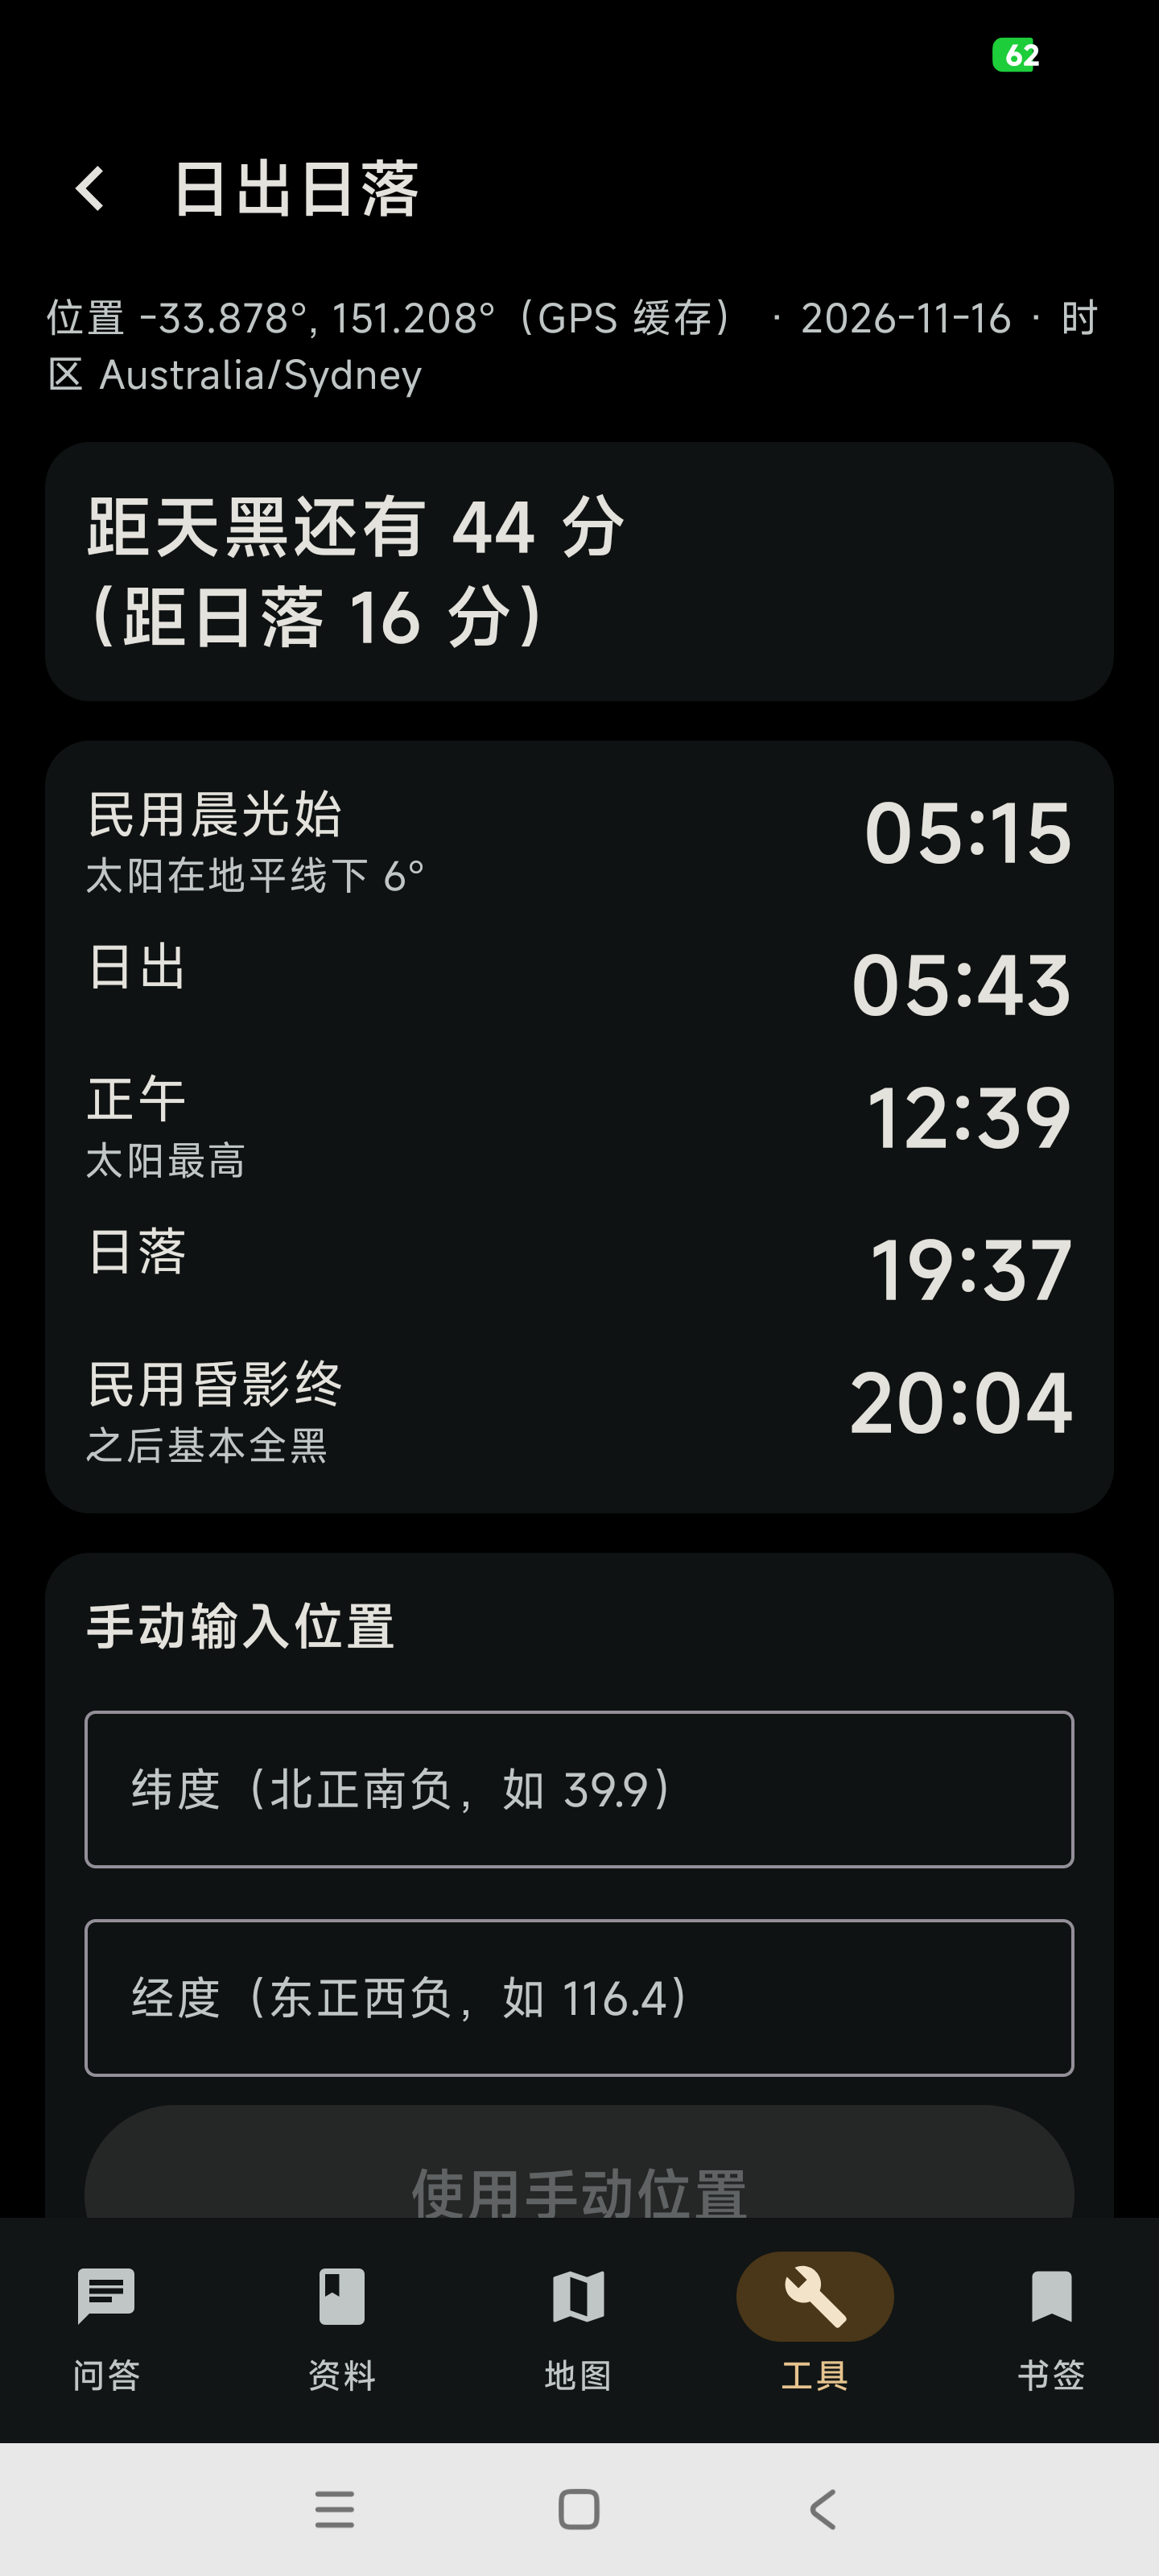 62
日出日落
位置 -33.878°, 151.208°（GPS 缓存） · 2026-11-16 · 时
区 Australia/Sydney
距天黑还有 44 分
（距日落 16 分）
民用晨光始 05:15
太阳在地平线下 6°
日出 05:43
正午 12:39
太阳最高
日落 19:37
民用昏影终 20:04
之后基本全黑
手动输入位置
纬度（北正南负，如 39.9）
经度（东正西负，如 116.4）
使用手动位置
问答 资料 地图 工具 书签